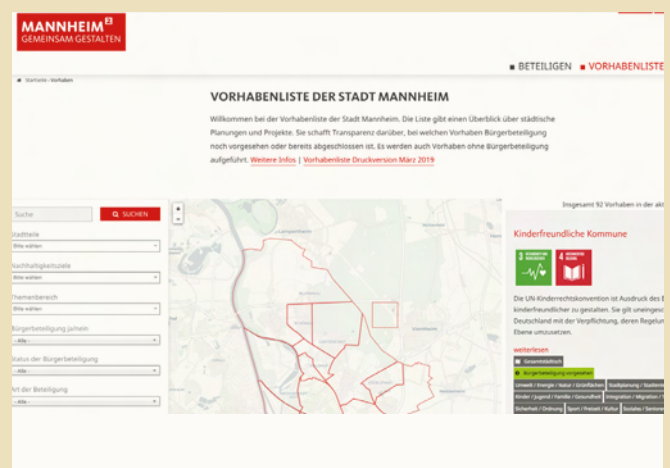 MANNHEIM²
GEMEINSAM GESTALTEN
BETEILIGEN
VORHABENLISTE
Startseite › Vorhaben
VORHABENLISTE DER STADT MANNHEIM
Willkommen bei der Vorhabenliste der Stadt Mannheim. Die Liste gibt einen Überblick über städtische
Planungen und Projekte. Sie schafft Transparenz darüber, bei welchen Vorhaben Bürgerbeteiligung
noch vorgesehen oder bereits abgeschlossen ist. Es werden auch Vorhaben ohne Bürgerbeteiligung
aufgeführt. Weitere Infos | Vorhabenliste Druckversion März 2019
Suche
SUCHEN
Stadtteile
Bitte wählen
Nachhaltigkeitsziele
Bitte wählen
Themenbereich
Bitte wählen
Bürgerbeteiligung ja/nein
- Alle -
Status der Bürgerbeteiligung
- Alle -
Art der Beteiligung
- Alle -
+
-
Insgesamt 92 Vorhaben in der akt
Kinderfreundliche Kommune
3
4
Die UN-Kinderrechtskonvention ist Ausdruck des
kinderfreundlicher zu gestalten. Sie gilt uneingesc
Deutschland mit der Verpflichtung, deren Regelun
Ebene umzusetzen.
weiterlesen
Gesamtstädtisch
Bürgerbeteiligung vorgesehen
Umwelt / Energie / Natur / Grünflächen
Kinder / Jugend / Familie / Gesundheit
Integration / Migration /
Sicherheit / Ordnung
Sport / Freizeit / Kultur
Soziales / Senioren